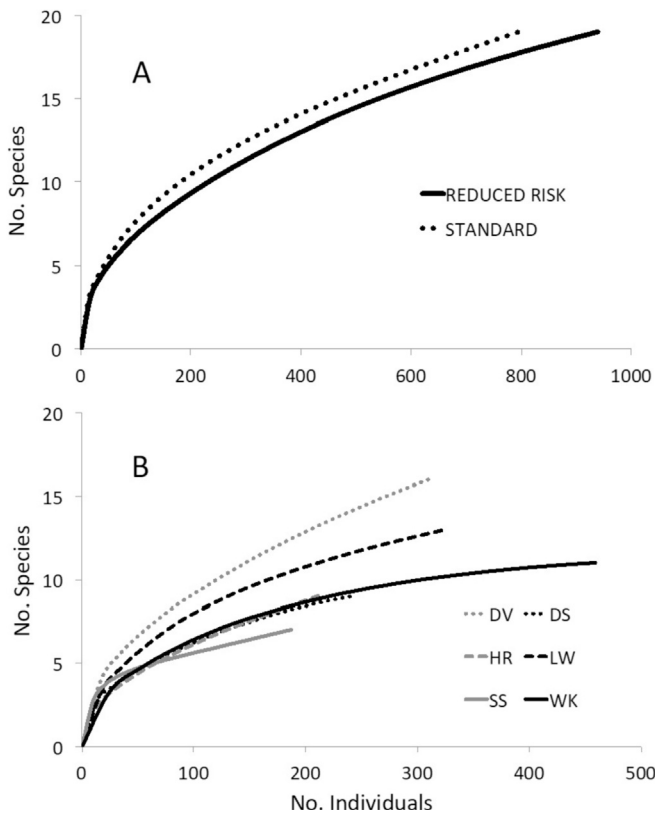 20
A
15
No. Species
10
REDUCED RISK
STANDARD
5
0
0 200 400 600 800 1000
20
B
15
No. Species
10
DV DS
HR LW
5
SS WK
0
0 100 200 300 400 500
No. Individuals